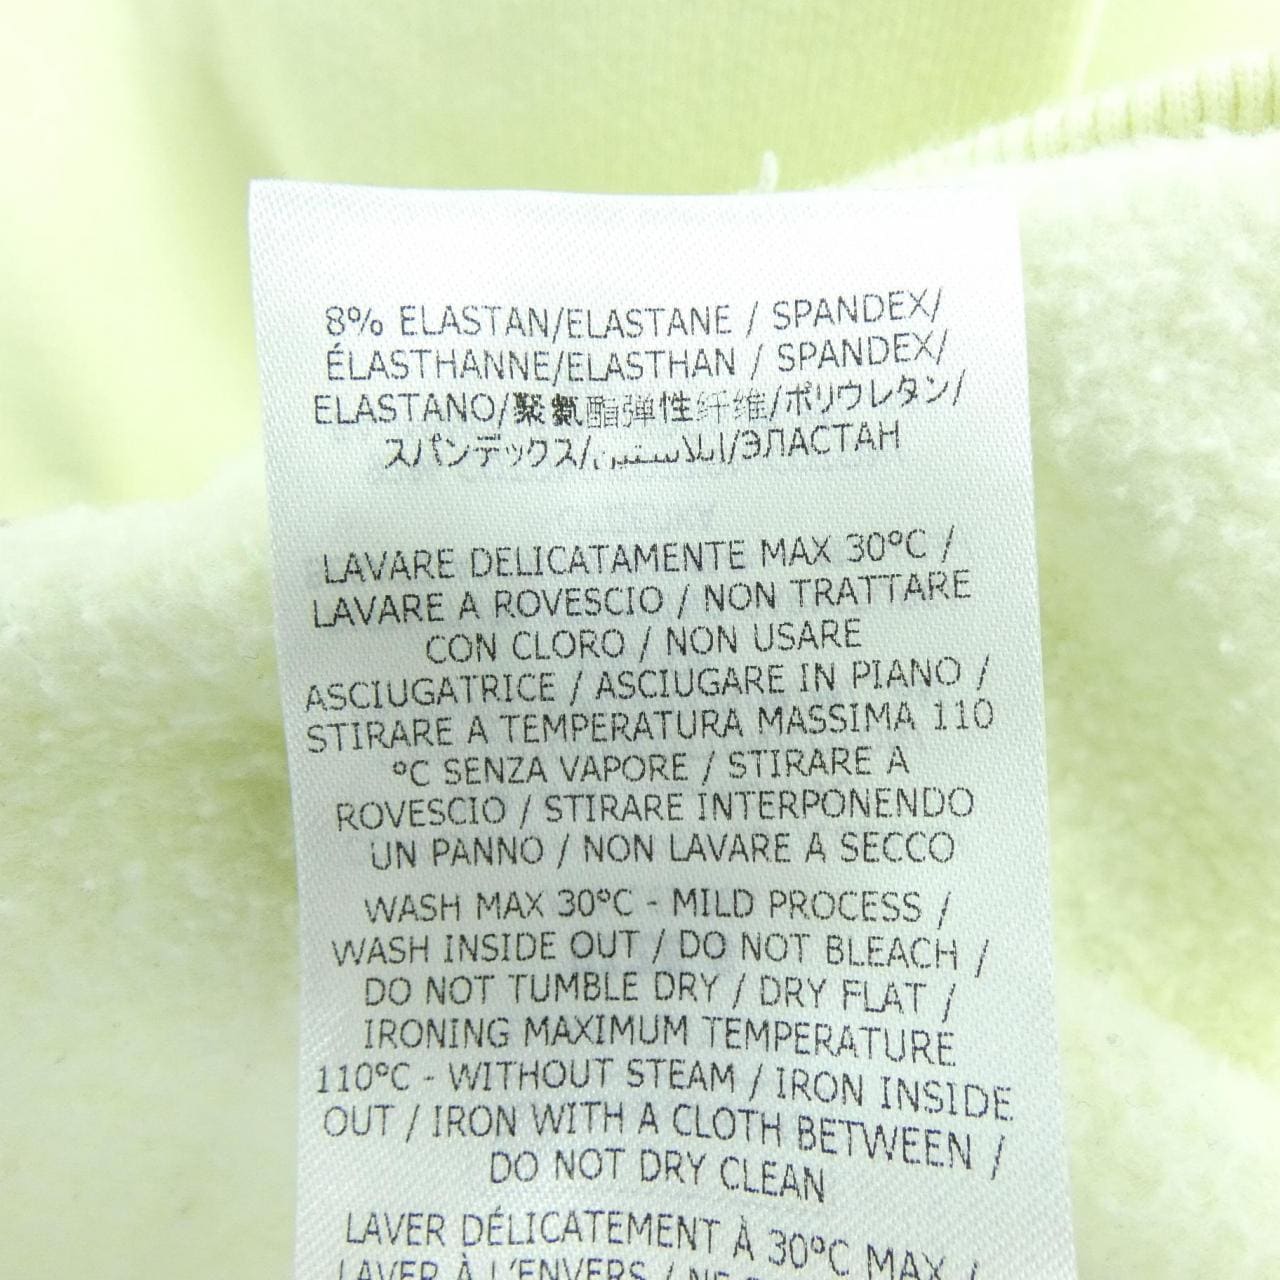 8% ELASTAN/ELASTANE / SPANDEX/
ÉLASTHANNE/ELASTHAN / SPANDEX/
ELASTANO/聚氨酯弹性纤维/ポリウレタン/
スパンデックス/ايلاستين/ЭЛАСТАН
LAVARE DELICATAMENTE MAX 30°C /
LAVARE A ROVESCIO / NON TRATTARE
CON CLORO / NON USARE
ASCIUGATRICE / ASCIUGARE IN PIANO /
STIRARE A TEMPERATURA MASSIMA 110
°C SENZA VAPORE / STIRARE A
ROVESCIO / STIRARE INTERPONENDO
UN PANNO / NON LAVARE A SECCO
WASH MAX 30°C - MILD PROCESS /
WASH INSIDE OUT / DO NOT BLEACH /
DO NOT TUMBLE DRY / DRY FLAT /
IRONING MAXIMUM TEMPERATURE
110°C - WITHOUT STEAM / IRON INSIDE
OUT / IRON WITH A CLOTH BETWEEN /
DO NOT DRY CLEAN
LAVER DÉLICATEMENT À 30°C MAX /
LAVER À L'ENVERS / NE